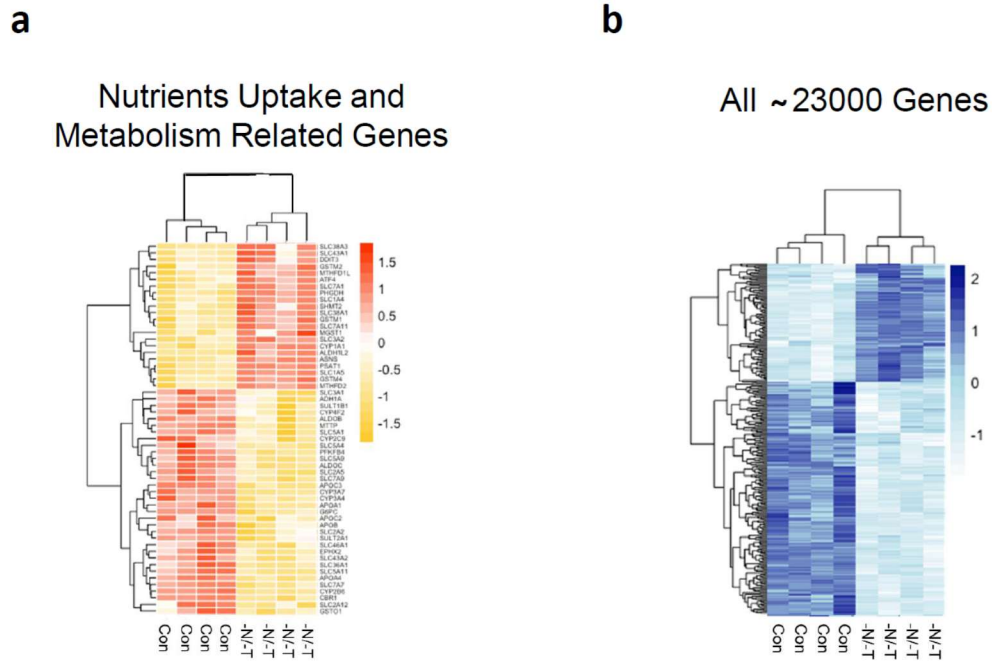 a
b
Nutrients Uptake and
Metabolism Related Genes
All ~23000 Genes
SLC38A3
SLC43A1
DDIT3
GSTM2
MTHFD1L
ATF4
SLC7A1
PHGDH
SLC1A4
SHMT2
SLC38A1
GSTM1
SLC7A11
MGST1
SLC3A2
CYP1A1
ALDH1L2
ASNS
PSAT1
SLC1A5
GSTM4
MTHFD2
SLC3A1
ADH1A
SULT1B1
CYP4F2
ALDOB
MTTP
SLC5A1
CYP2C9
SLC5A4
PFKFB4
SLC5A9
ALDOC
SLC2A5
SLC7A9
APOC3
CYP3A7
CYP3A4
APOA1
G6PC
APOC2
APOB
SLC2A2
SULT2A1
SLC46A1
EPHX2
SLC43A2
SLC36A1
SLC5A11
APOA4
SLC7A7
CYP2B6
CBR1
SLC2A12
GSTO1
1.5
1
0.5
0
-0.5
-1
-1.5
2
1
0
-1
Con
Con
Con
Con
-N/-T
-N/-T
-N/-T
-N/-T
Con
Con
Con
Con
-N/-T
-N/-T
-N/-T
-N/-T